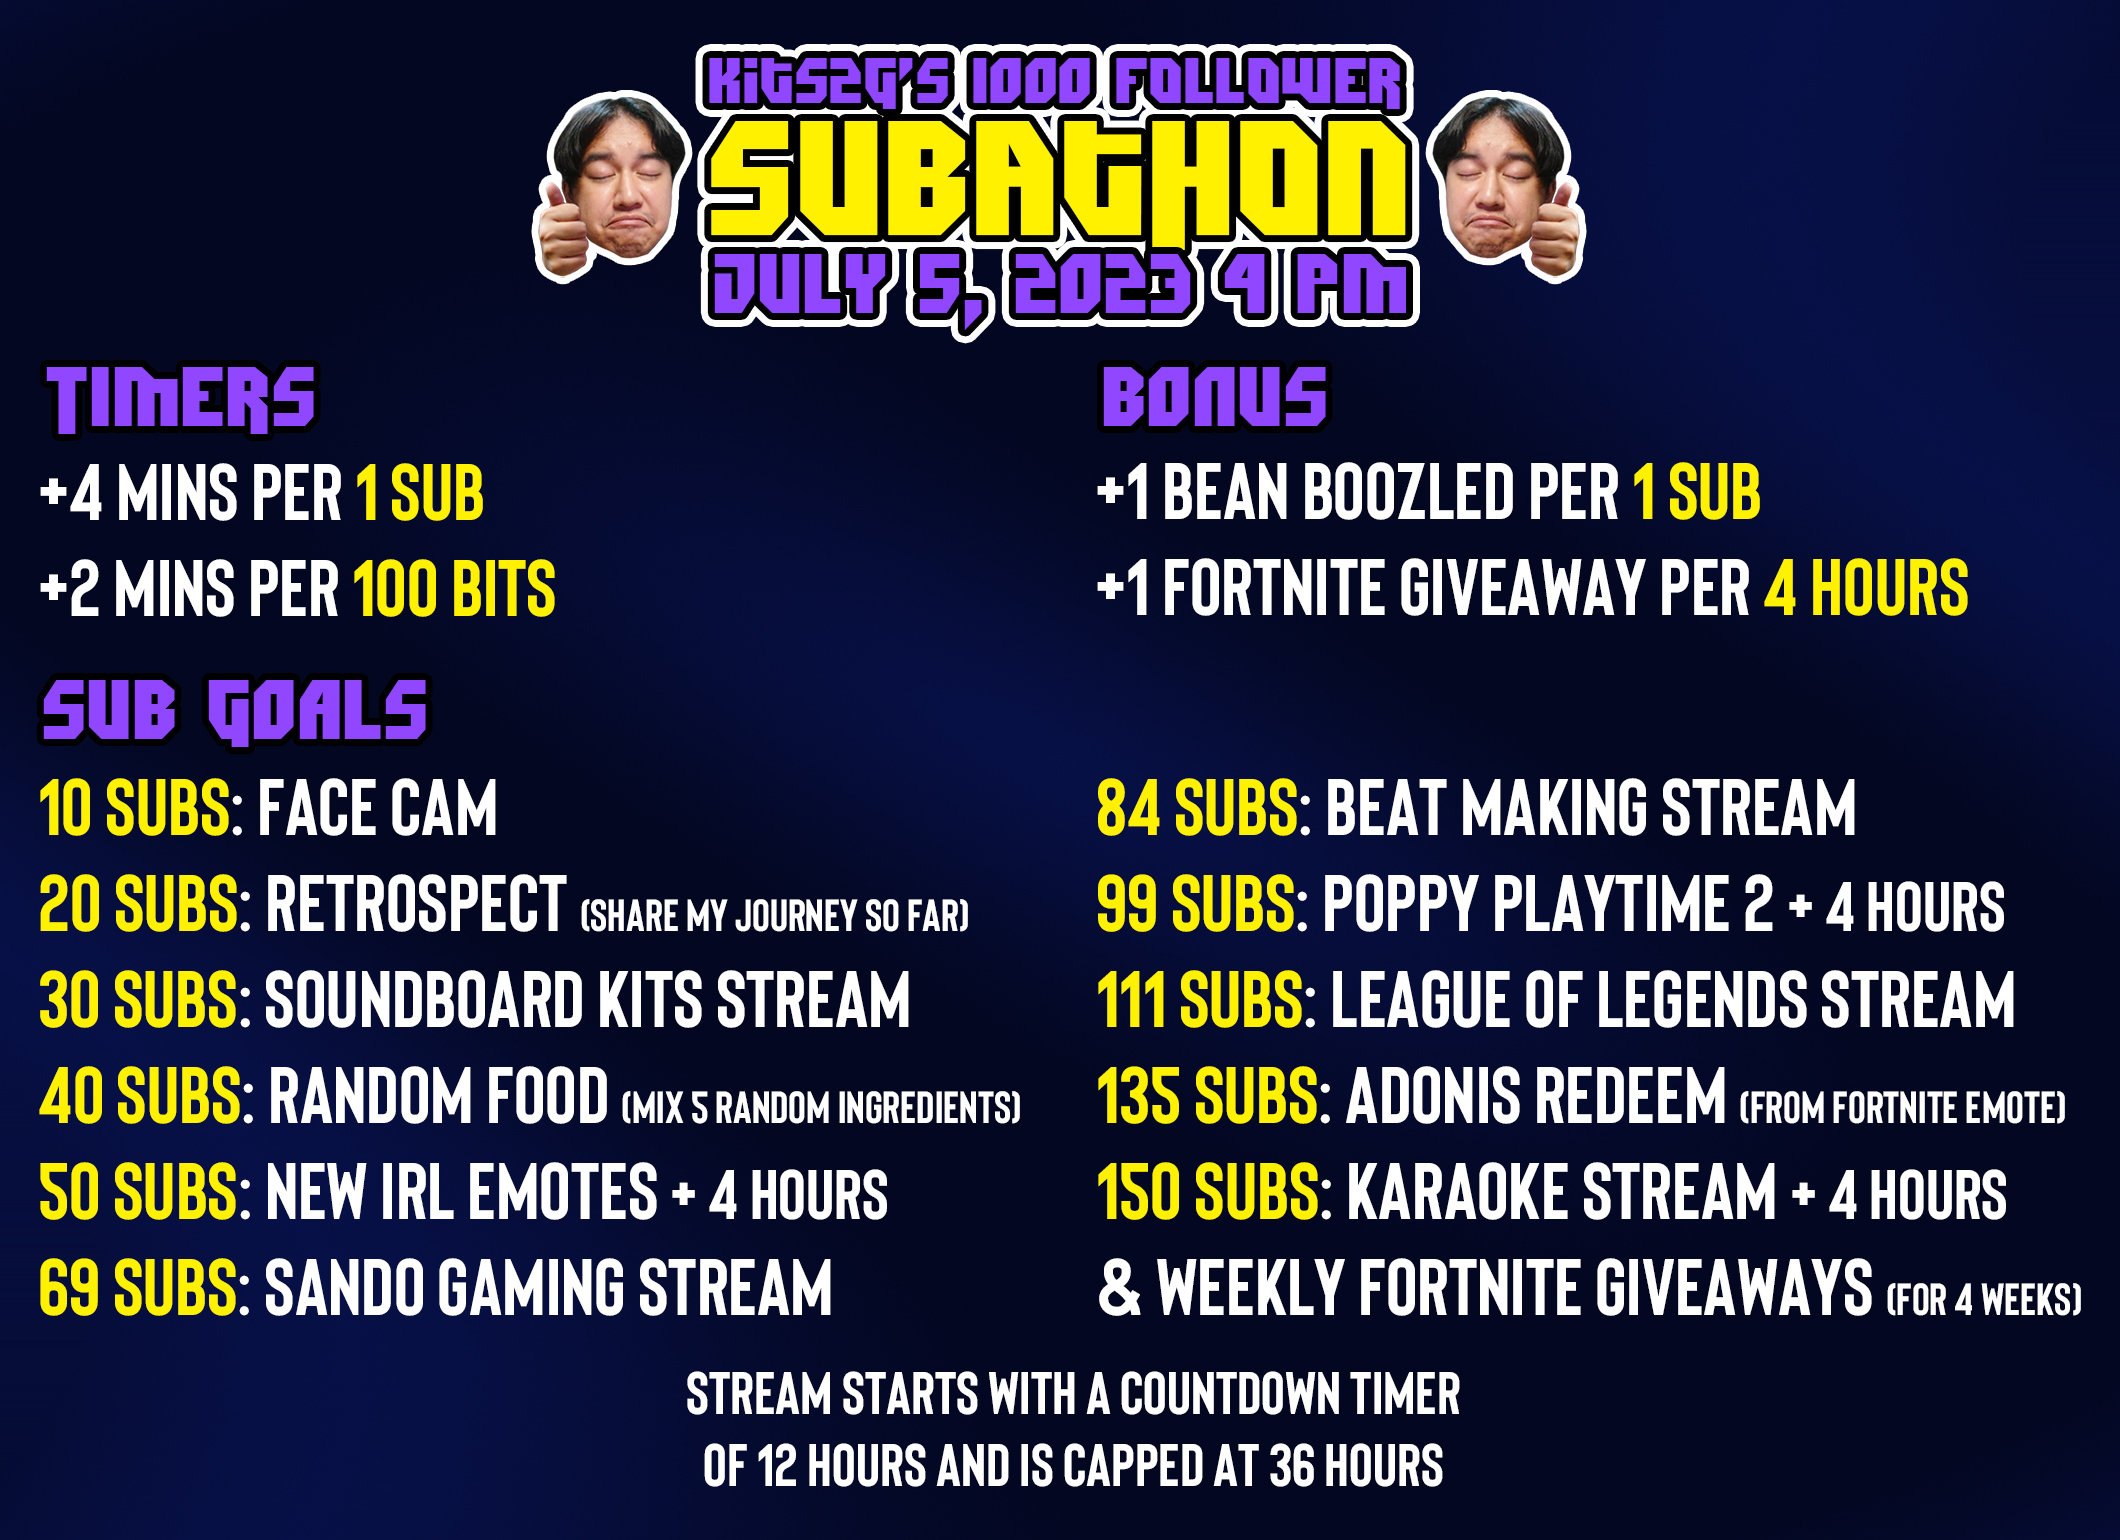 KITS2G'S 1000 FOLLOWER
SUBATHON
JULY 5, 2023 4 PM
TIMERS
+4 MINS PER 1 SUB
+2 MINS PER 100 BITS
BONUS
+1 BEAN BOOZLED PER 1 SUB
+1 FORTNITE GIVEAWAY PER 4 HOURS
SUB GOALS
10 SUBS: FACE CAM
20 SUBS: RETROSPECT (SHARE MY JOURNEY SO FAR)
30 SUBS: SOUNDBOARD KITS STREAM
40 SUBS: RANDOM FOOD (MIX 5 RANDOM INGREDIENTS)
50 SUBS: NEW IRL EMOTES + 4 HOURS
69 SUBS: SANDO GAMING STREAM
84 SUBS: BEAT MAKING STREAM
99 SUBS: POPPY PLAYTIME 2 + 4 HOURS
111 SUBS: LEAGUE OF LEGENDS STREAM
135 SUBS: ADONIS REDEEM (FROM FORTNITE EMOTE)
150 SUBS: KARAOKE STREAM + 4 HOURS
& WEEKLY FORTNITE GIVEAWAYS (FOR 4 WEEKS)
STREAM STARTS WITH A COUNTDOWN TIMER
OF 12 HOURS AND IS CAPPED AT 36 HOURS